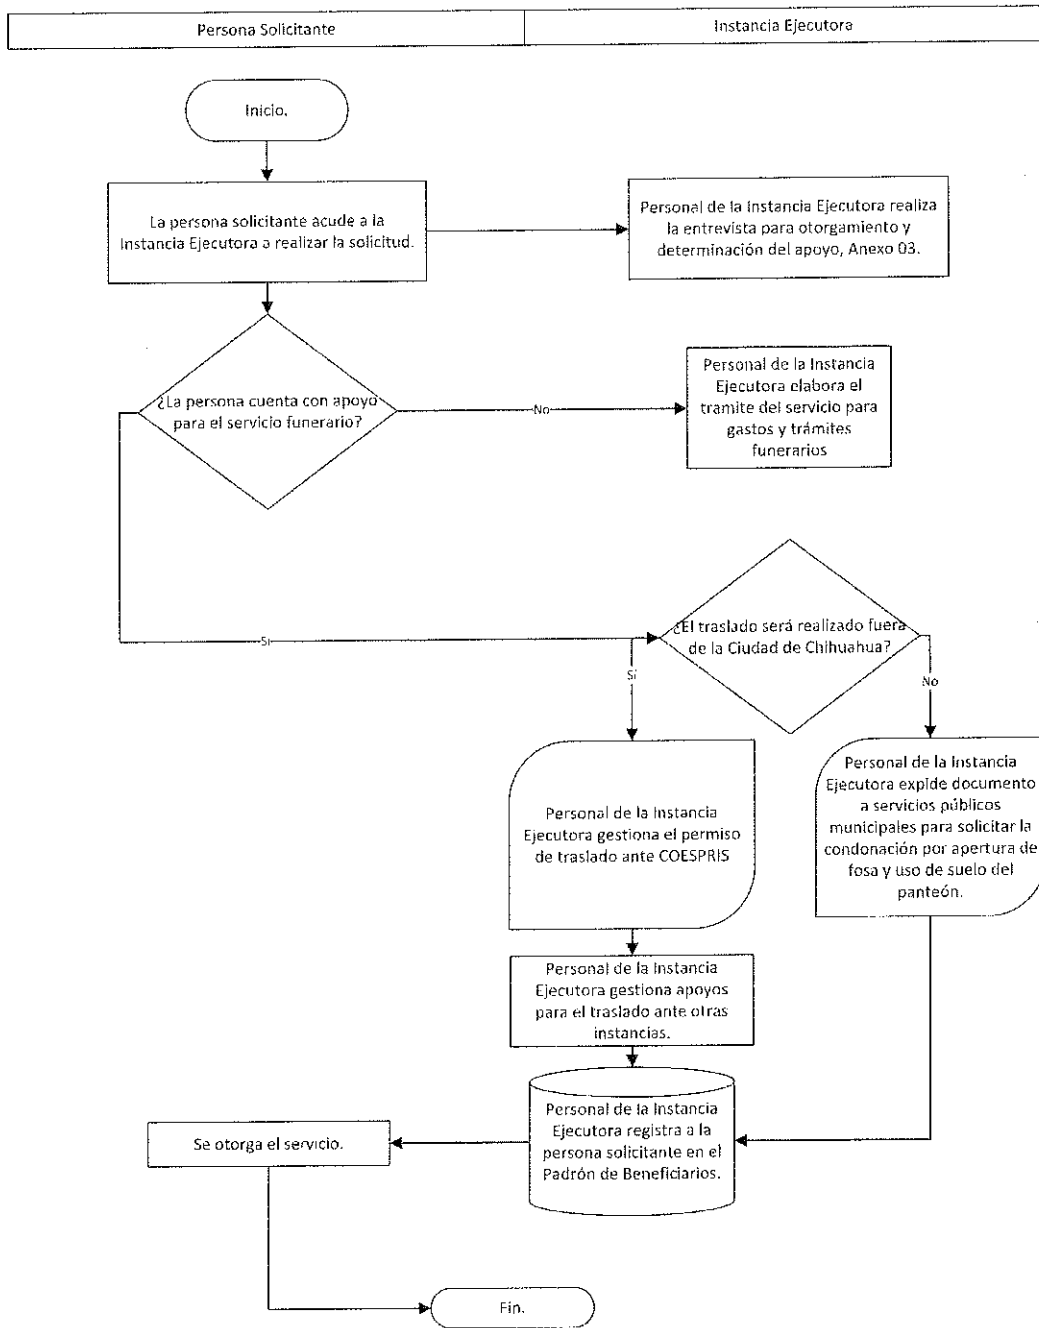 Persona Solicitante
Instancia Ejecutora
Inicio.
La persona solicitante acude a la
Instancia Ejecutora a realizar la solicitud.
Personal de la Instancia Ejecutora realiza
la entrevista para otorgamiento y
determinación del apoyo, Anexo 03.
¿La persona cuenta con apoyo
para el servicio funerario?
No
Personal de la Instancia
Ejecutora elabora el
tramite del servicio para
gastos y trámites
funerarios
Si
¿El traslado será realizado fuera
de la Ciudad de Chihuahua?
Si
No
Personal de la Instancia
Ejecutora gestiona el permiso
de traslado ante COESPRIS
Personal de la Instancia
Ejecutora expide documento
a servicios públicos
municipales para solicitar la
condonación por apertura de
fosa y uso de suelo del
panteón.
Personal de la Instancia
Ejecutora gestiona apoyos
para el traslado ante otras
instancias.
Personal de la Instancia
Ejecutora registra a la
persona solicitante en el
Padrón de Beneficiarios.
Se otorga el servicio.
Fin.